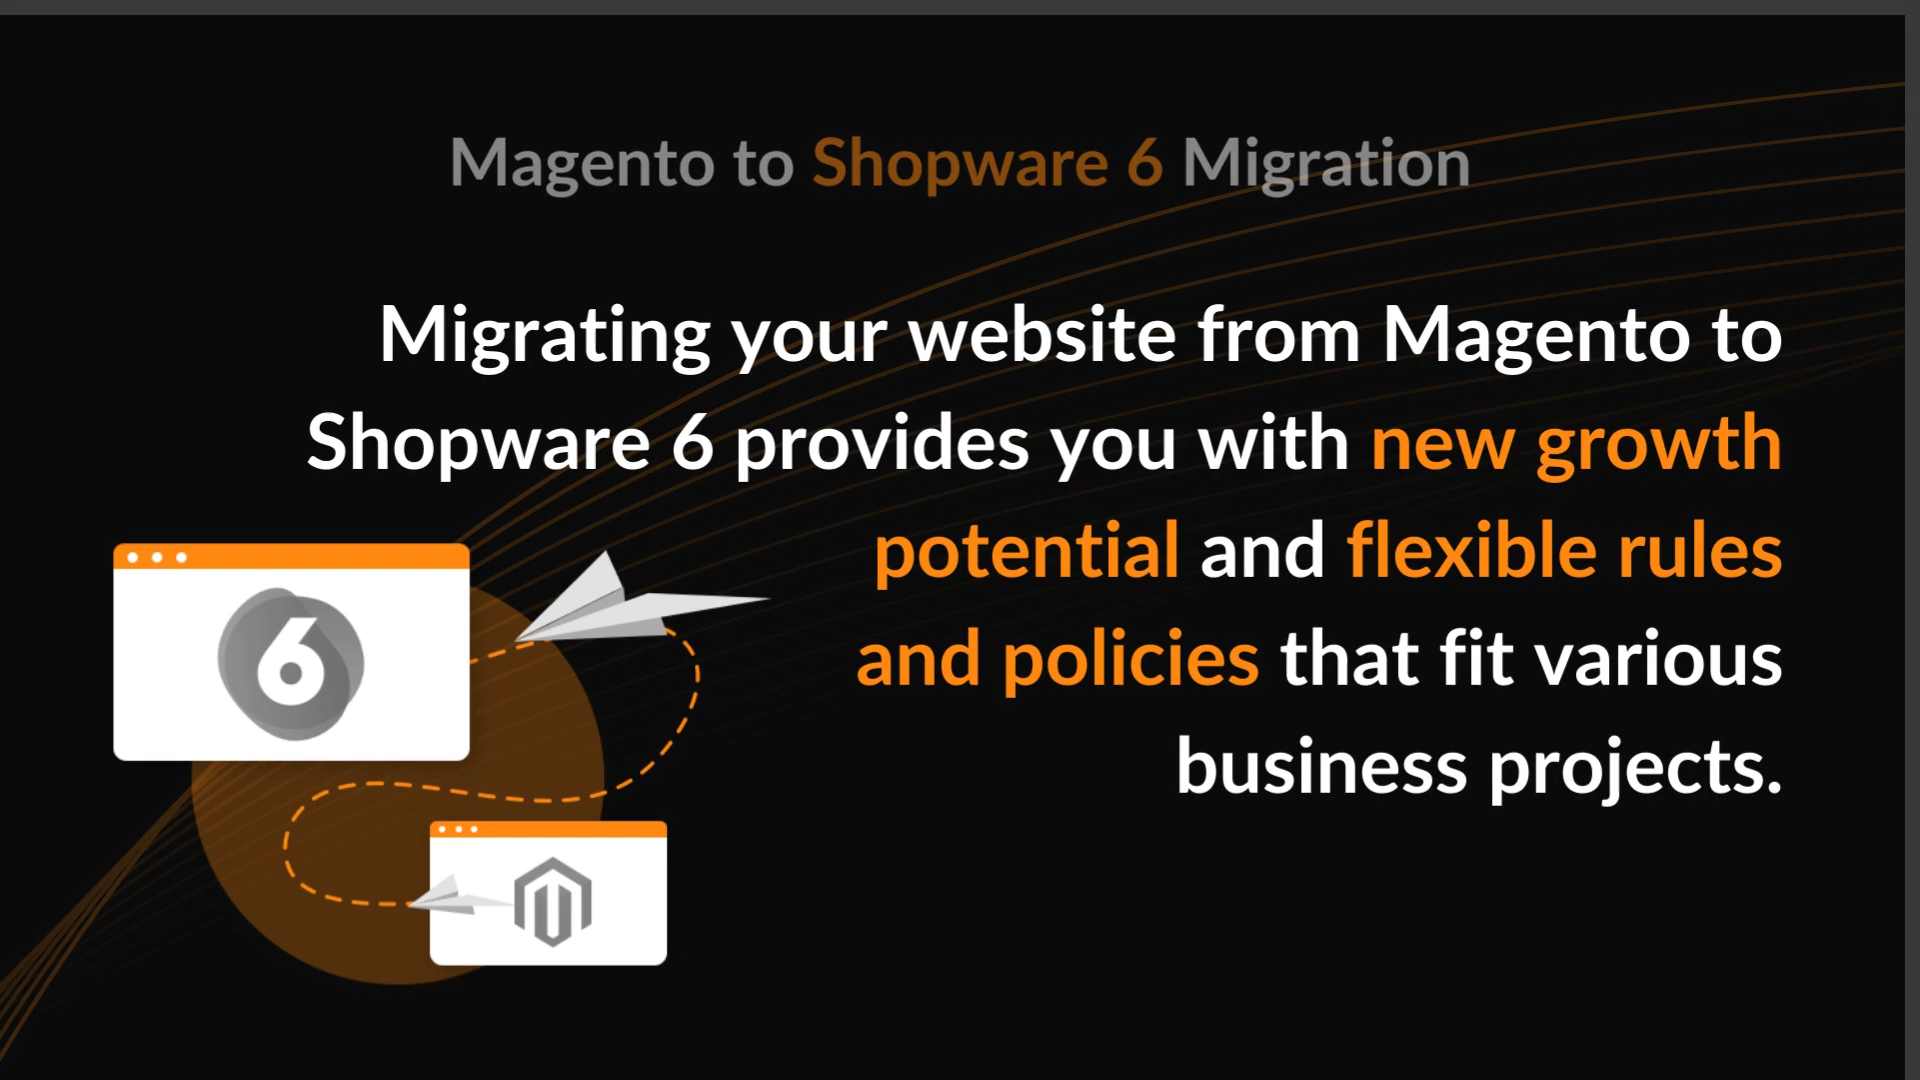 Magento to Shopware 6 Migration
Migrating your website from Magento to
Shopware 6 provides you with new growth
potential and flexible rules
and policies that fit various
business projects.
6